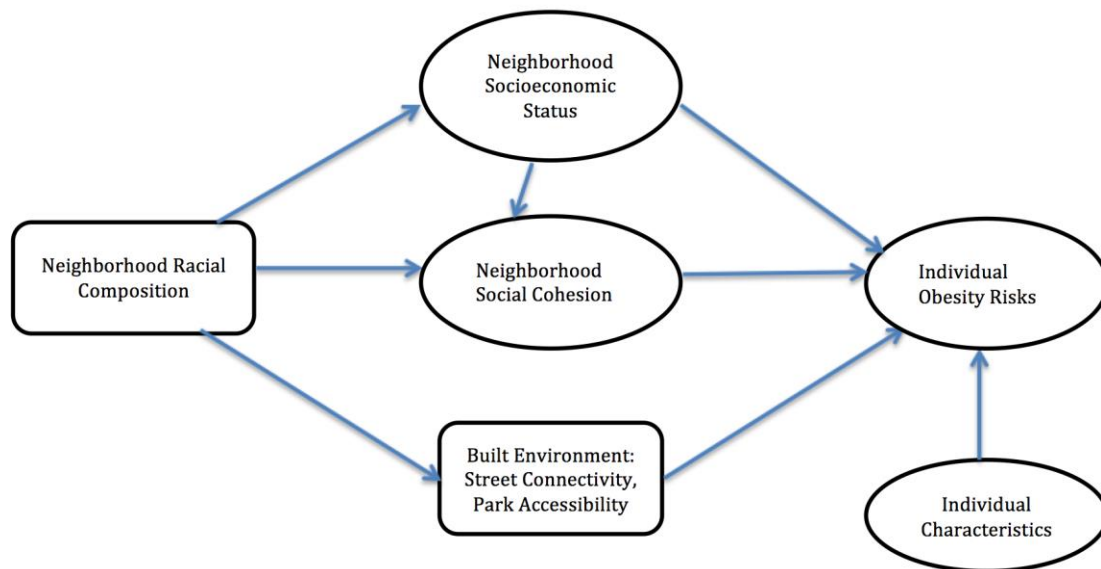 Neighborhood
Socioeconomic
Status
Neighborhood Racial
Composition
Neighborhood
Social Cohesion
Individual
Obesity Risks
Built Environment:
Street Connectivity,
Park Accessibility
Individual
Characteristics